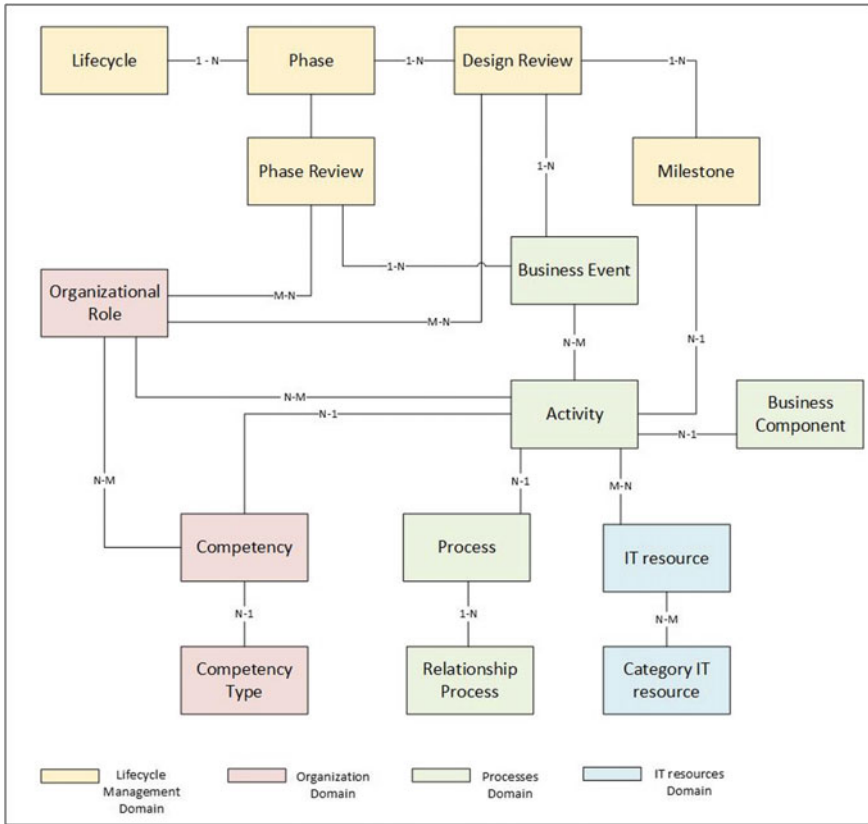 Lifecycle
1 - N
Phase
1-N
Design Review
1-N
Phase Review
1-N
Milestone
Organizational
Role
M-N
1-N
Business Event
M-N
N-M
N-1
N-M
Activity
Business
Component
N-1
N-1
N-M
N-1
M-N
Competency
Process
IT resource
N-1
1-N
N-M
Competency
Type
Relationship
Process
Category IT
resource
Lifecycle
Management
Domain
Organization
Domain
Processes
Domain
IT resources
Domain